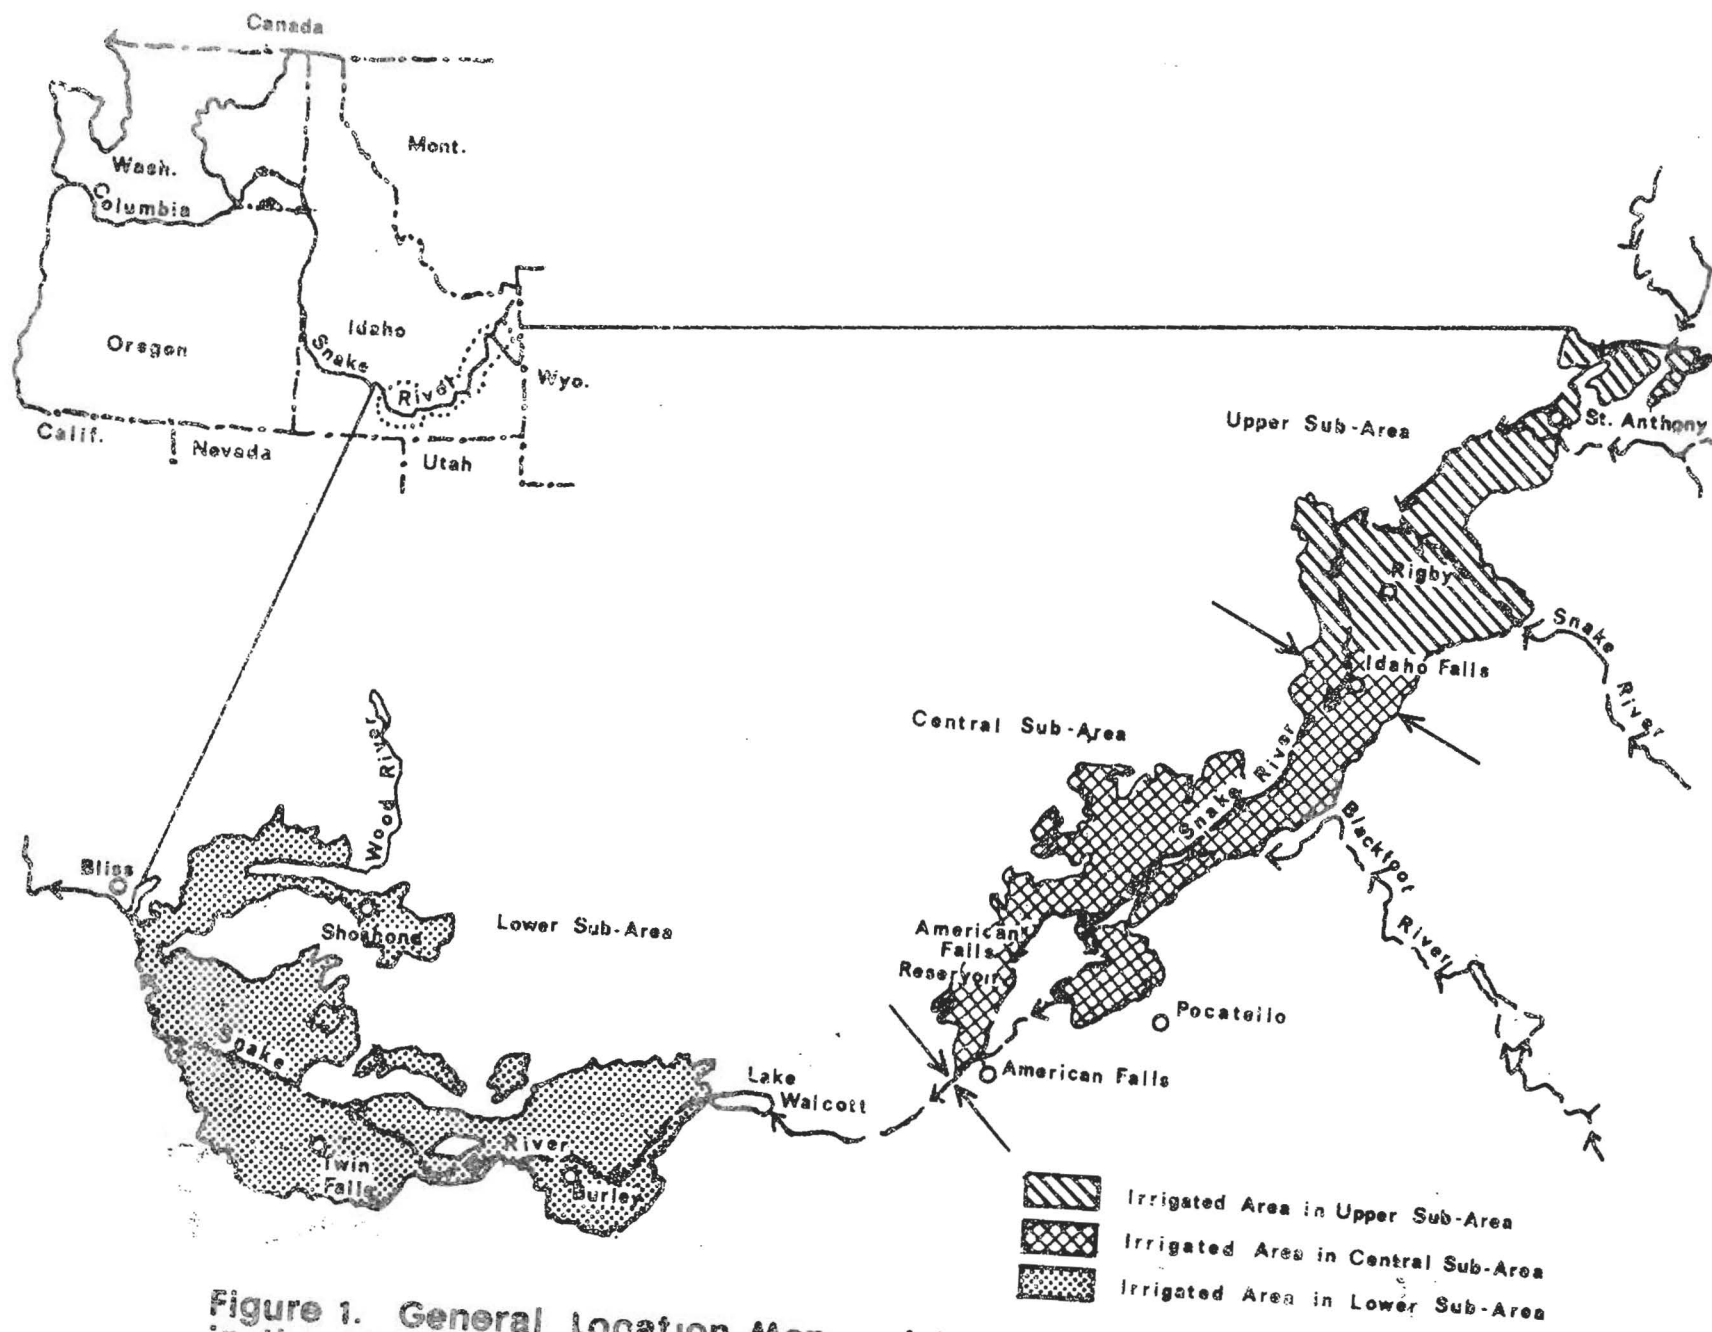 Canada
Mont.
Wash.
Columbia
Idaho
Oregon
Snake
River
Wyo.
Calif.
Nevada
Utah
Upper Sub-Area
St. Anthony
Rigby
Snake
River
Idaho Falls
Central Sub-Area
Snake River
Blackfoot
River
Wood River
Bliss
Shoshone
Lower Sub-Area
American
Falls
Reservoir
Pocatello
American Falls
Lake
Walcott
Snake
River
Twin
Falls
Burley
Irrigated Area in Upper Sub-Area
Irrigated Area in Central Sub-Area
Irrigated Area in Lower Sub-Area
Figure 1. General Location Map